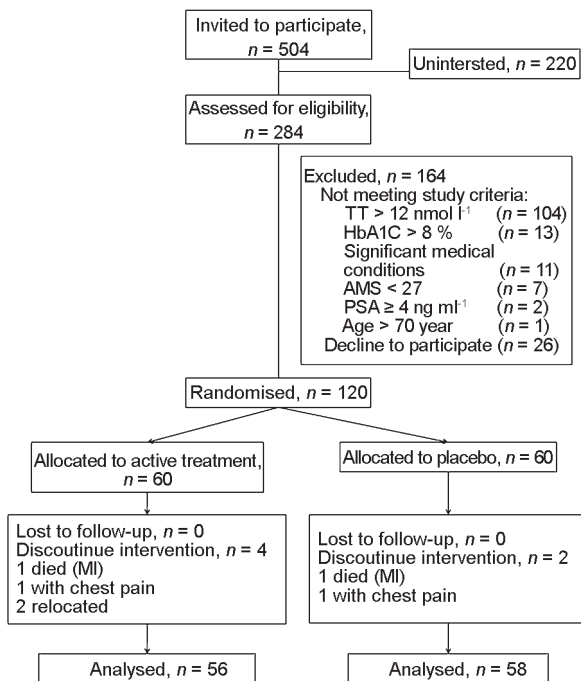 Invited to participate,
n = 504
Unintersted, n = 220
Assessed for eligibility,
n = 284
Excluded, n = 164
Not meeting study criteria:
TT > 12 nmol l⁻¹ (n = 104)
HbA1C > 8 % (n = 13)
Significant medical
conditions (n = 11)
AMS < 27 (n = 7)
PSA ≥ 4 ng ml⁻¹ (n = 2)
Age > 70 year (n = 1)
Decline to participate (n = 26)
Randomised, n = 120
Allocated to active treatment,
n = 60
Allocated to placebo, n = 60
Lost to follow-up, n = 0
Discoutinue intervention, n = 4
1 died (MI)
1 with chest pain
2 relocated
Lost to follow-up, n = 0
Discoutinue intervention, n = 2
1 died (MI)
1 with chest pain
Analysed, n = 56
Analysed, n = 58